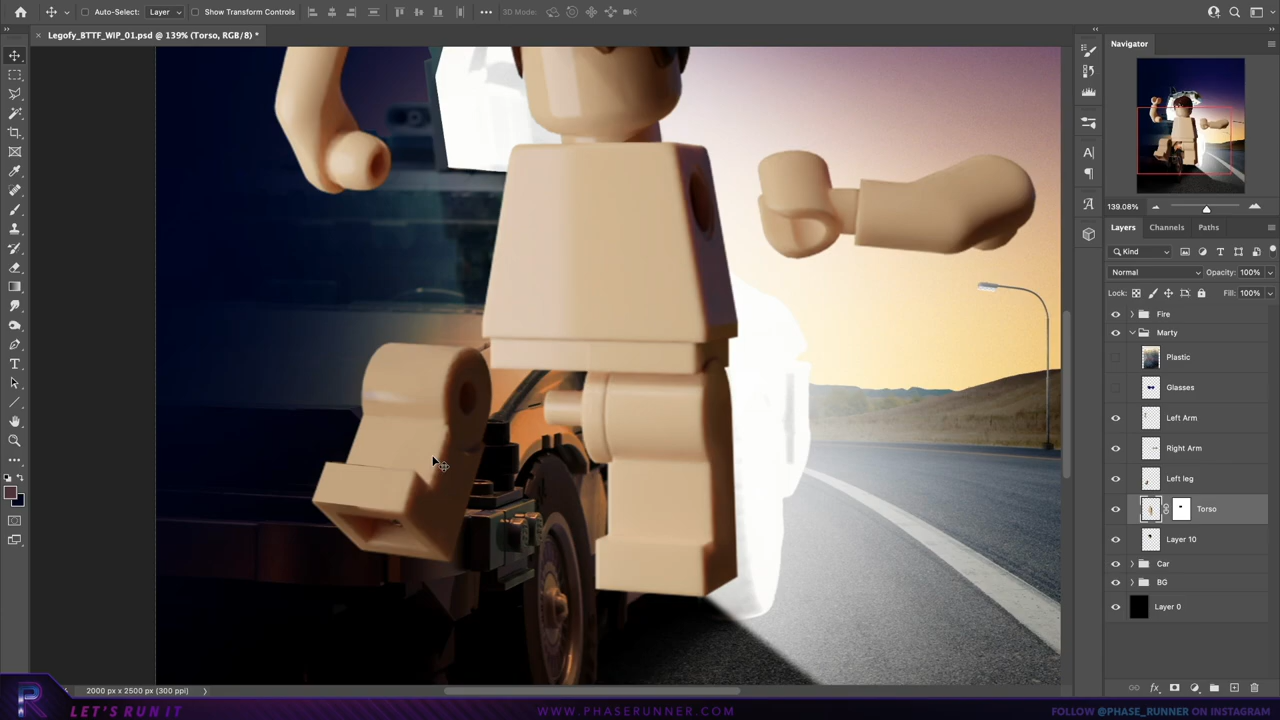 Auto-Select:
Layer
Show Transform Controls
3D Mode:
Legofy_BTTF_WIP_01.psd @ 139% (Torso, RGB/8) *
Navigator
139.08%
Layers
Channels
Paths
Kind
Normal
Opacity: 100%
Lock:
Fill: 100%
Fire
Marty
Plastic
Glasses
Left Arm
Right Arm
Left leg
Torso
Layer 10
Car
BG
Layer 0
2000 px x 2500 px (300 ppi)
LET'S RUN IT
WWW.PHASERUNNER.COM
FOLLOW @PHASE_RUNNER ON INSTAGRAM